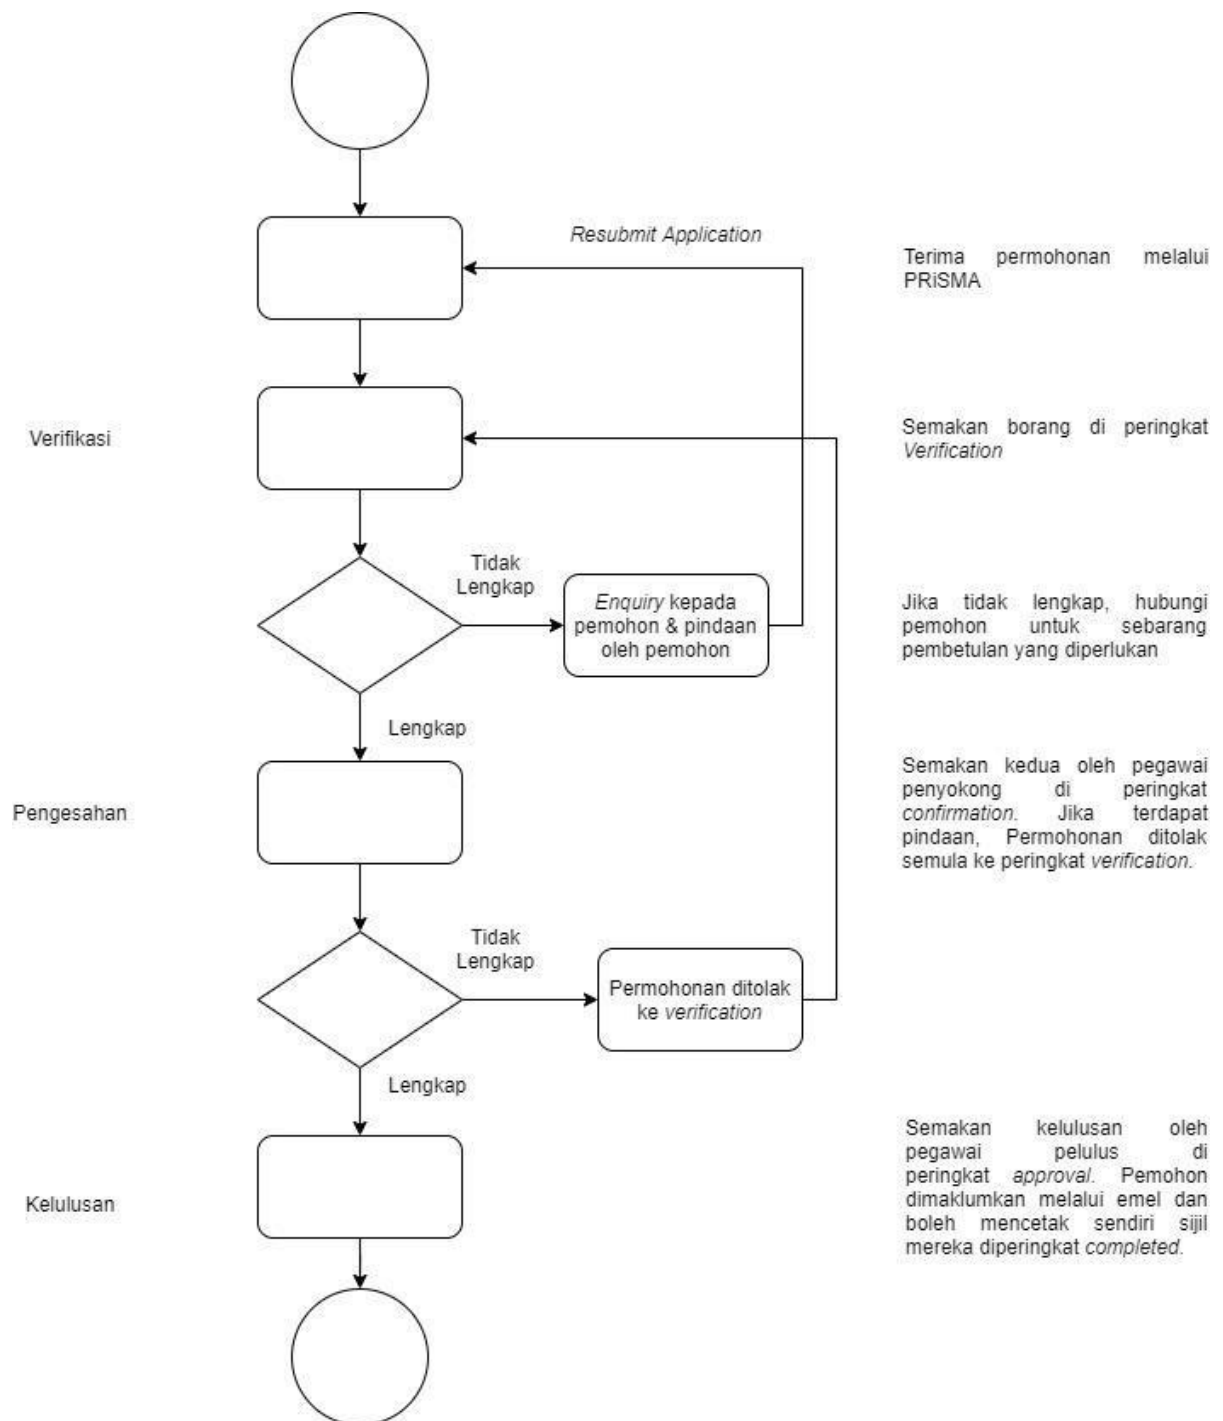 Resubmit Application
Terima permohonan melalui
PRiSMA
Verifikasi
Semakan borang di peringkat
Verification
Tidak
Lengkap
Enquiry kepada
pemohon & pindaan
oleh pemohon
Jika tidak lengkap, hubungi
pemohon untuk sebarang
pembetulan yang diperlukan
Lengkap
Pengesahan
Semakan kedua oleh pegawai
penyokong di peringkat
confirmation. Jika terdapat
pindaan, Permohonan ditolak
semula ke peringkat verification.
Tidak
Lengkap
Permohonan ditolak
ke verification
Lengkap
Kelulusan
Semakan kelulusan oleh
pegawai pelulus di
peringkat approval. Pemohon
dimaklumkan melalui emel dan
boleh mencetak sendiri sijil
mereka diperingkat completed.